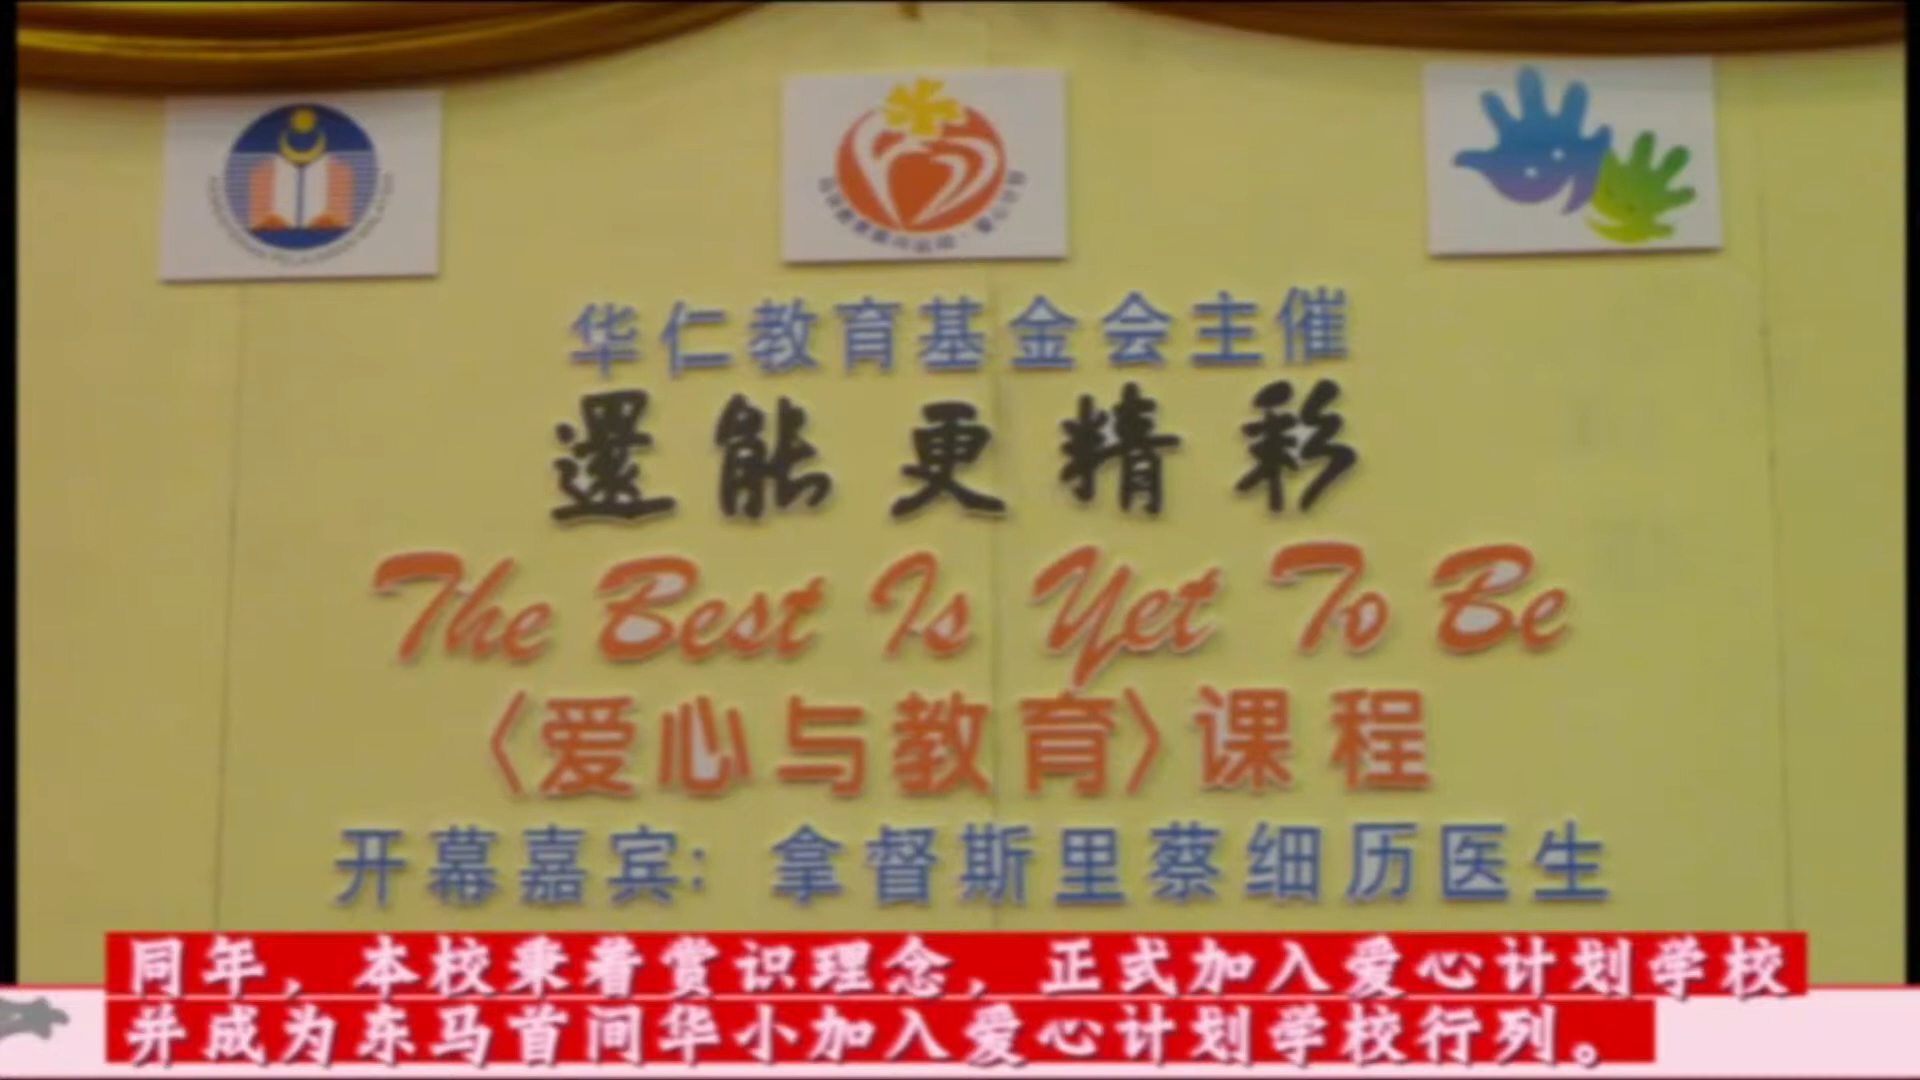 华仁教育基金会主催
還能更精彩
The Best Is Yet To Be
〈爱心与教育〉课程
开幕嘉宾：拿督斯里蔡细历医生
同年，本校秉着赏识理念，正式加入爱心计划学校
并成为东马首间华小加入爱心计划学校行列。